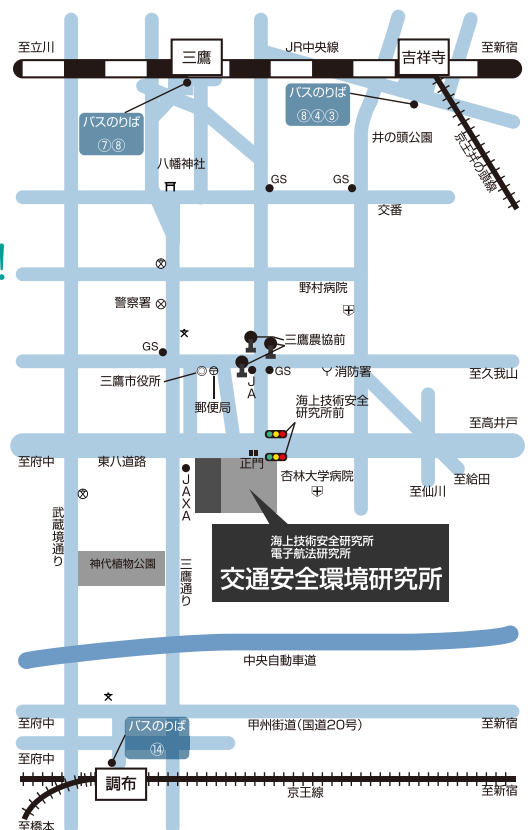 至立川
三鷹
JR中央線
吉祥寺
至新宿
バスのりば
⑦⑧
バスのりば
⑧④③
井の頭公園
京王井の頭線
八幡神社
GS
GS
交番
!
野村病院
警察署
三鷹農協前
GS
三鷹市役所
郵便局
JA
GS
消防署
至久我山
海上技術安全
研究所前
至高井戸
至府中
東八道路
正門
杏林大学病院
至給田
至仙川
JAXA
武蔵境通り
神代植物公園
三鷹通り
海上技術安全研究所
電子航法研究所
交通安全環境研究所
中央自動車道
至府中
バスのりば
⑭
甲州街道(国道20号)
至新宿
至府中
調布
京王線
至新宿
至橋本